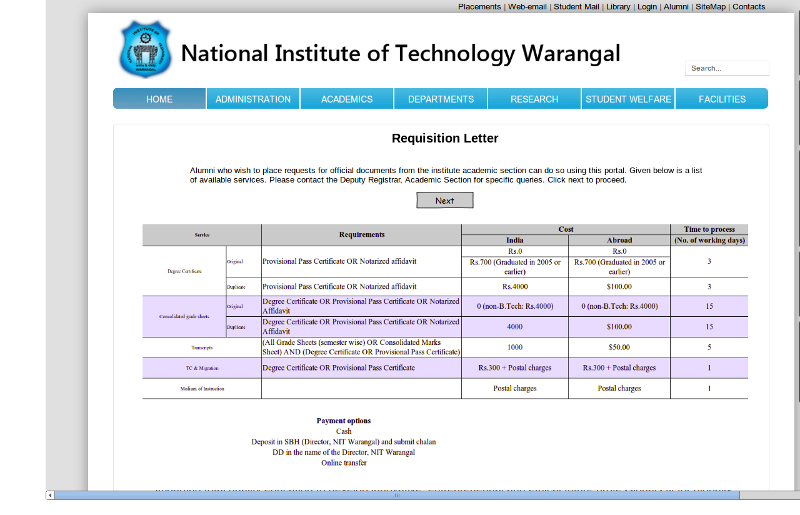 Placements | Web-email | Student Mail | Library | Login | Alumni | SiteMap | Contacts
National Institute of Technology Warangal
Search...
HOME ADMINISTRATION ACADEMICS DEPARTMENTS RESEARCH STUDENT WELFARE FACILITIES
Requisition Letter
Alumni who wish to place requests for official documents from the institute academic section can do so using this portal. Given below is a list
of available services. Please contact the Deputy Registrar, Academic Section for specific queries. Click next to proceed.
Next
Service Requirements Cost Time to process
India Abroad (No. of working days)
Degree Certificate Original Provisional Pass Certificate OR Notarized affidavit Rs.0 Rs.0 3
Rs.700 (Graduated in 2005 or Rs.700 (Graduated in 2005 or
earlier) earlier)
Duplicate Provisional Pass Certificate OR Notarized affidavit Rs.4000 $100.00 3
Consolidated grade sheets Original Degree Certificate OR Provisional Pass Certificate OR Notarized
Affidavit 0 (non-B.Tech: Rs.4000) 0 (non-B.Tech: Rs.4000) 15
Duplicate Degree Certificate OR Provisional Pass Certificate OR Notarized
Affidavit 4000 $100.00 15
Transcripts (All Grade Sheets (semester wise) OR Consolidated Marks
Sheet) AND (Degree Certificate OR Provisional Pass Certificate) 1000 $50.00 5
TC & Migration Degree Certificate OR Provisional Pass Certificate Rs.300 + Postal charges Rs.300 + Postal charges 1
Medium of Instruction Postal charges Postal charges 1
Payment options
Cash
Deposit in SBH (Director, NIT Warangal) and submit chalan
DD in the name of the Director, NIT Warangal
Online transfer